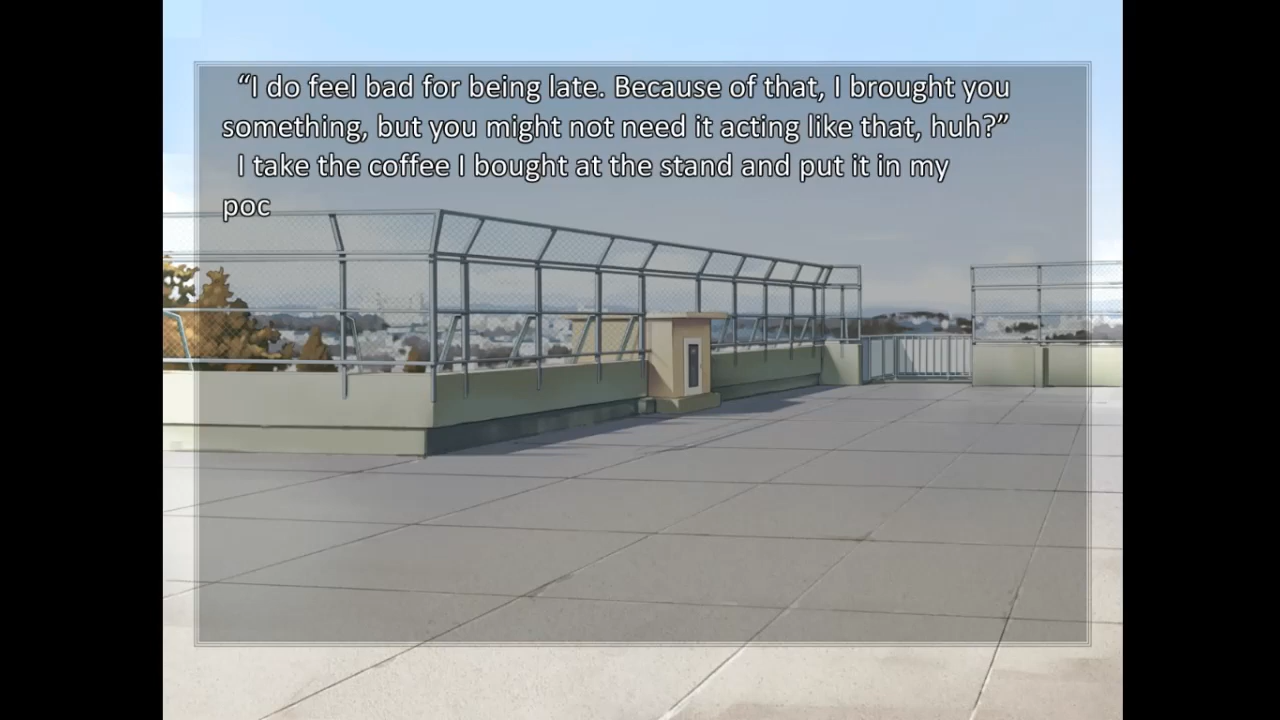 “I do feel bad for being late. Because of that, I brought you
something, but you might not need it acting like that, huh?”
I take the coffee I bought at the stand and put it in my
poc